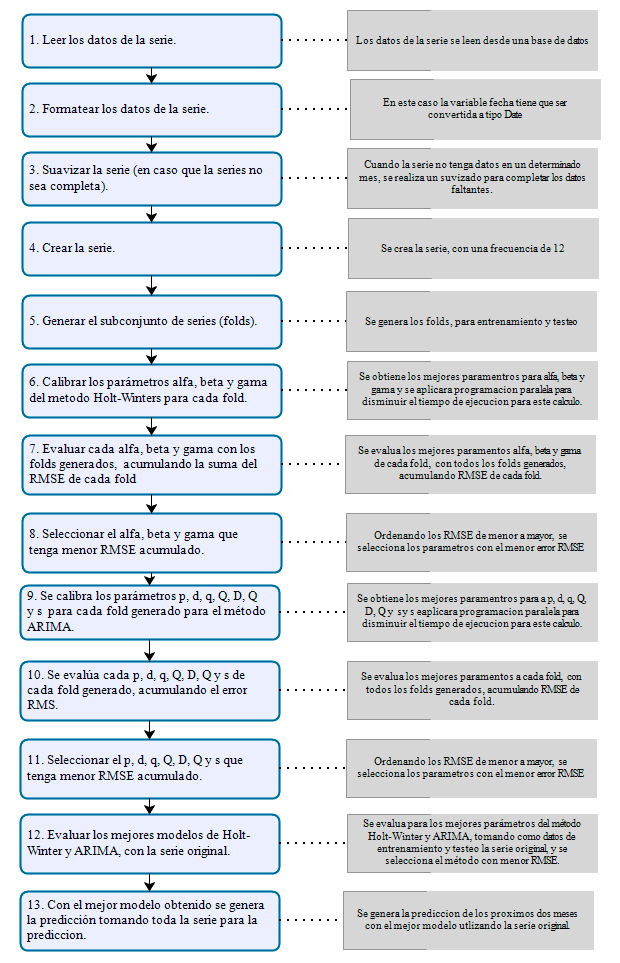 1. Leer los datos de la serie.
Los datos de la serie se leen desde una base de datos
2. Formatear los datos de la serie.
En este caso la variable fecha tiene que ser
convertida a tipo Date
3. Suavizar la serie (en caso que la series no
sea completa).
Cuando la serie no tenga datos en un determinado
mes, se realiza un suvizado para completar los datos
faltantes.
4. Crear la serie.
Se crea la serie, con una frecuencia de 12
5. Generar el subconjunto de series (folds).
Se genera los folds, para entrenamiento y testeo
6. Calibrar los parámetros alfa, beta y gama
del metodo Holt-Winters para cada fold.
Se obtiene los mejores paramentros para alfa, beta y
gama y se aplicara programacion paralela para
disminuir el tiempo de ejecucion para este calculo.
7. Evaluar cada alfa, beta y gama con los
folds generados, acumulando la suma del
RMSE de cada fold
Se evalua los mejores paramentos alfa, beta y gama
de cada fold, con todos los folds generados,
acumulando RMSE de cada fold.
8. Seleccionar el alfa, beta y gama que
tenga menor RMSE acumulado.
Ordenando los RMSE de menor a mayor, se
selecciona los parametros con el menor error RMSE
9. Se calibra los parámetros p, d, q, Q, D, Q
y s para cada fold generado para el método
ARIMA.
Se obtiene los mejores paramentros para a p, d, q, Q,
D, Q y sy s eaplicara programacion paralela para
disminuir el tiempo de ejecucion para este calculo.
10. Se evalúa cada p, d, q, Q, D, Q y s de
cada fold generado, acumulando el error
RMS.
Se evalua los mejores paramentos a cada fold, con
todos los folds generados, acumulando RMSE de
cada fold.
11. Seleccionar el p, d, q, Q, D, Q y s que
tenga menor RMSE acumulado.
Ordenando los RMSE de menor a mayor, se
selecciona los parametros con el menor error RMSE
12. Evaluar los mejores modelos de Holt-
Winter y ARIMA, con la serie original.
Se evalua para los mejores parámetros del método
Holt-Winter y ARIMA, tomando como datos de
entrenamiento y testeo la serie original, y se
selecciona el método con menor RMSE.
13. Con el mejor modelo obtenido se genera
la predicción tomando toda la serie para la
prediccion.
Se genera la prediccion de los proximos dos meses
con el mejor modelo utlizando la serie original.